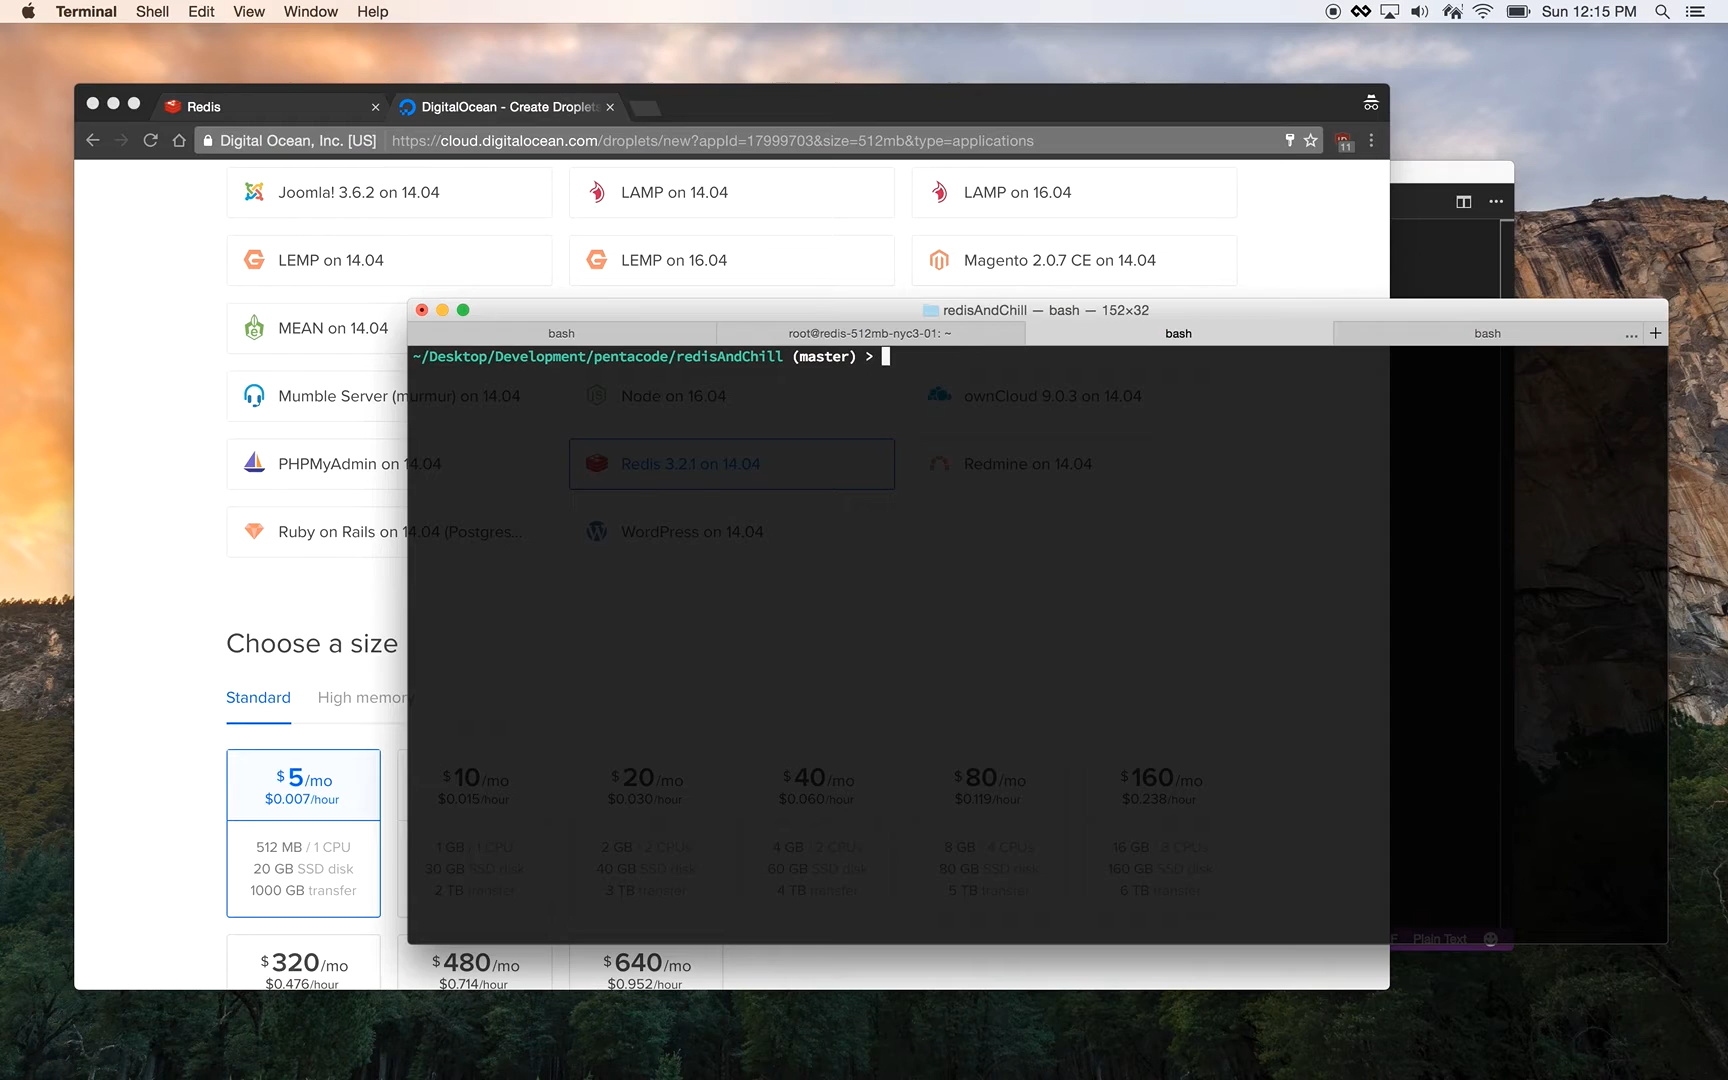 Terminal Shell Edit View Window Help Sun 12:15 PM
Redis DigitalOcean - Create Droplets
Digital Ocean, Inc. [US] https://cloud.digitalocean.com/droplets/new?appId=17999703&size=512mb&type=applications
11
Joomla! 3.6.2 on 14.04 LAMP on 14.04 LAMP on 16.04
LEMP on 14.04 LEMP on 16.04 Magento 2.0.7 CE on 14.04
redisAndChill — bash — 152×32
bash root@redis-512mb-nyc3-01: ~ bash bash
~/Desktop/Development/pentacode/redisAndChill (master) >
MEAN on 14.04
Mumble Server (murmur) on 14.04 Node on 16.04 ownCloud 9.0.3 on 14.04
PHPMyAdmin on 14.04 Redis 3.2.1 on 14.04 Redmine on 14.04
Ruby on Rails on 14.04 (Postgres... WordPress on 14.04
Choose a size
Standard High memory
$5/mo $10/mo $20/mo $40/mo $80/mo $160/mo
$0.007/hour $0.015/hour $0.030/hour $0.060/hour $0.119/hour $0.238/hour
512 MB / 1 CPU 1 GB / 1 CPU 2 GB / 2 CPUs 4 GB / 2 CPUs 8 GB / 4 CPUs 16 GB / 8 CPUs
20 GB SSD disk 30 GB SSD disk 40 GB SSD disk 60 GB SSD disk 80 GB SSD disk 160 GB SSD disk
1000 GB transfer 2 TB transfer 3 TB transfer 4 TB transfer 5 TB transfer 6 TB transfer
Plain Text
$320/mo $480/mo $640/mo
$0.476/hour $0.714/hour $0.952/hour